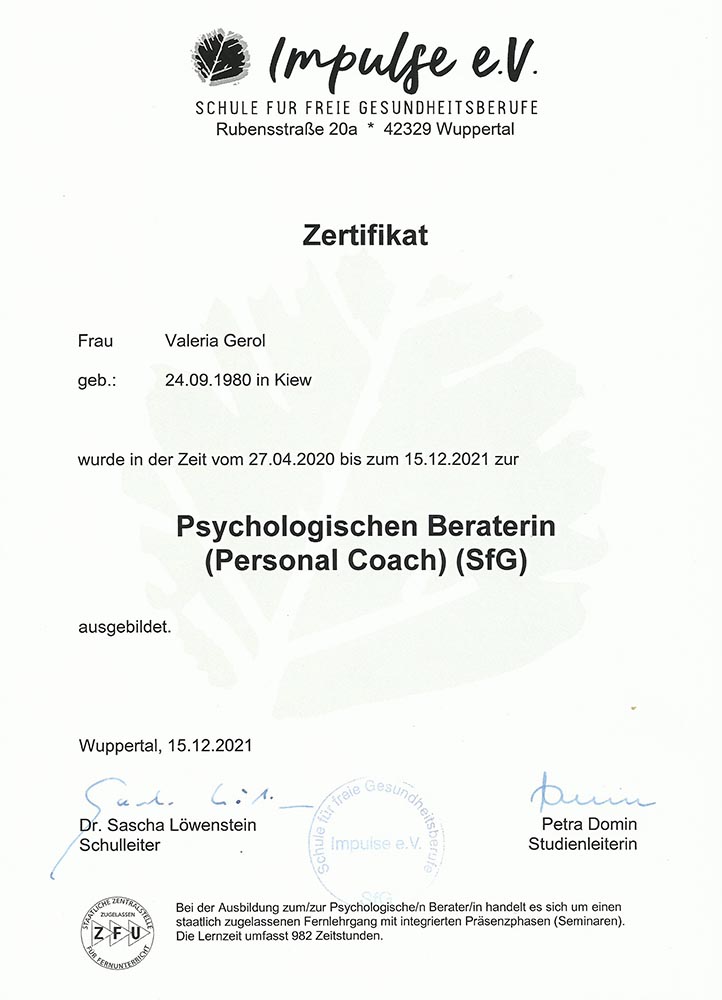 Impulse e.V.
SCHULE FÜR FREIE GESUNDHEITSBERUFE
Rubensstraße 20a * 42329 Wuppertal
Zertifikat
Frau Valeria Gerol
geb.: 24.09.1980 in Kiew
wurde in der Zeit vom 27.04.2020 bis zum 15.12.2021 zur
Psychologischen Beraterin
(Personal Coach) (SfG)
ausgebildet.
Wuppertal, 15.12.2021
Dr. Sascha Löwenstein
Schulleiter
Schule für freie Gesundheitsberufe
Impulse e.V.
SfG
Petra Domin
Studienleiterin
STAATLICHE ZENTRALSTELLE
ZUGELASSEN
ZFU
FÜR FERNUNTERRICHT
Bei der Ausbildung zum/zur Psychologische/n Berater/in handelt es sich um einen
staatlich zugelassenen Fernlehrgang mit integrierten Präsenzphasen (Seminaren).
Die Lernzeit umfasst 982 Zeitstunden.